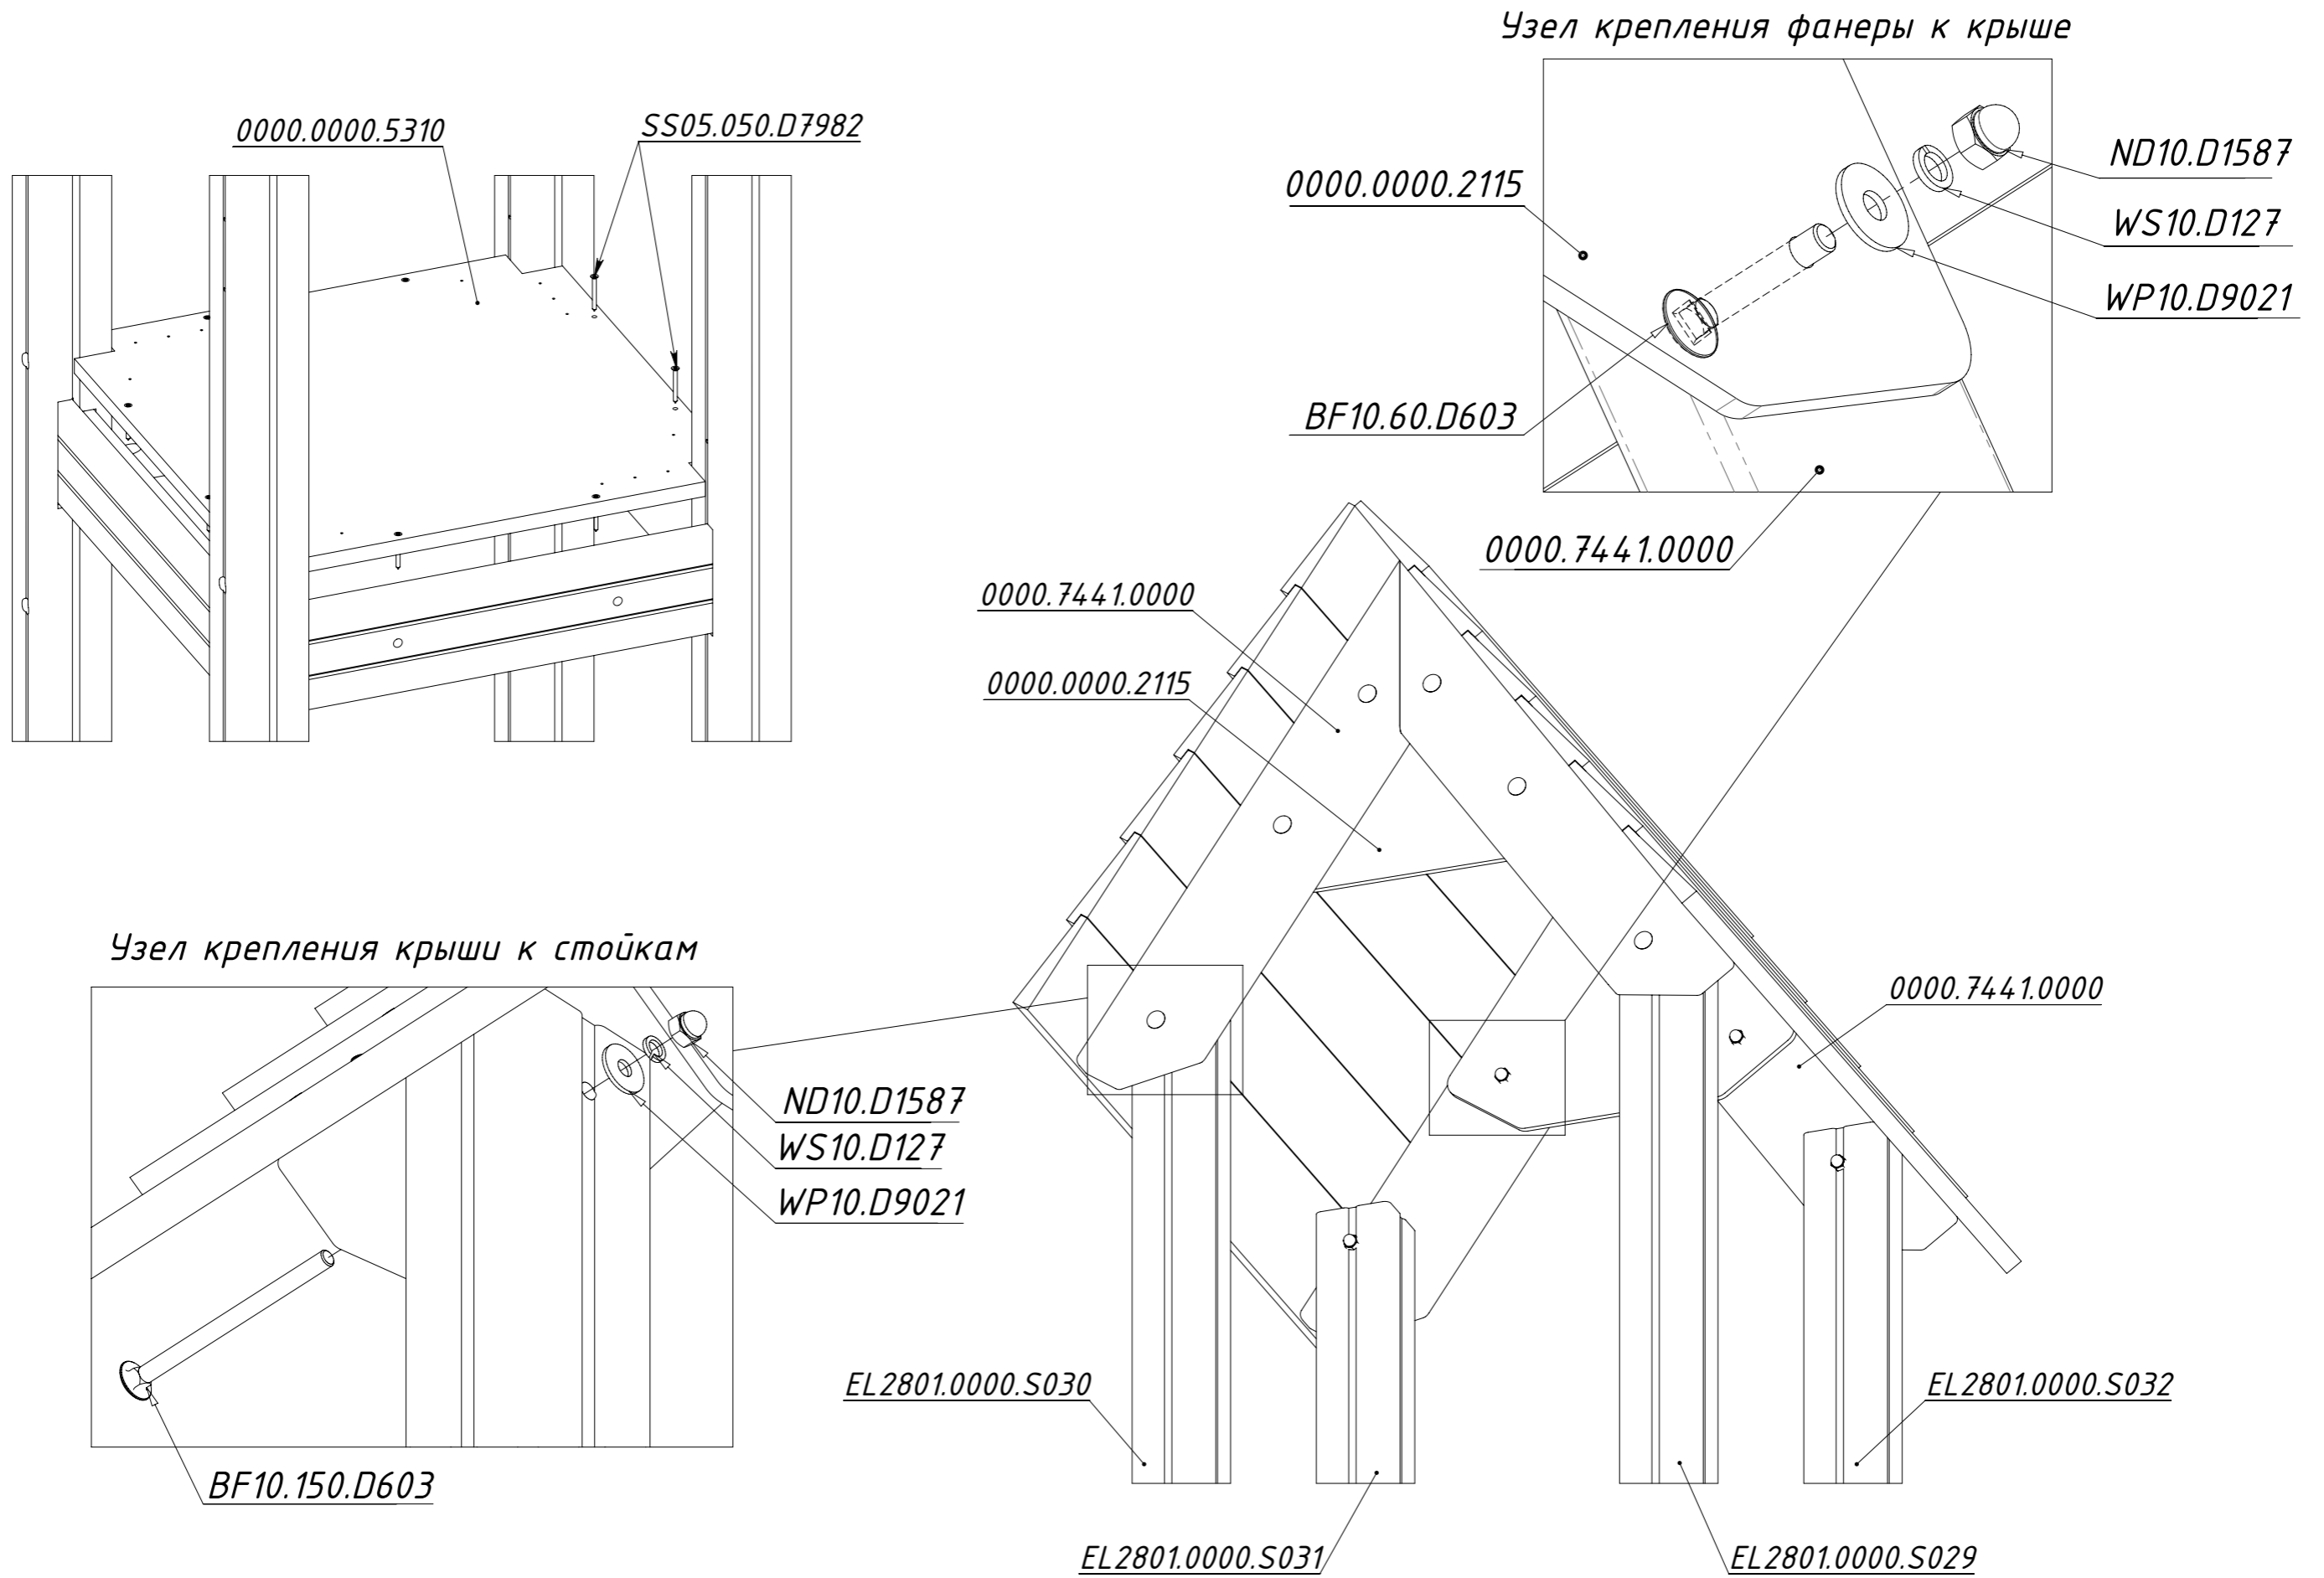 Узел крепления фанеры к крыше
0000.0000.5310
SS05.050.D7982
ND10.D1587
0000.0000.2115
WS10.D127
WP10.D9021
BF10.60.D603
0000.7441.0000
0000.7441.0000
0000.0000.2115
Узел крепления крыши к стойкам
0000.7441.0000
ND10.D1587
WS10.D127
WP10.D9021
EL2801.0000.S030
EL2801.0000.S032
BF10.150.D603
EL2801.0000.S031
EL2801.0000.S029